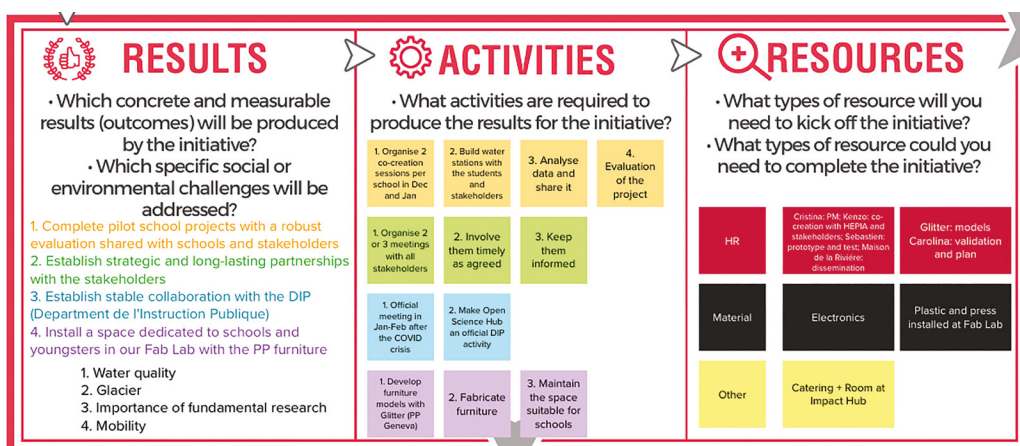 RESULTS
• Which concrete and measurable
results (outcomes) will be produced
by the initiative?
• Which specific social or
environmental challenges will be
addressed?
1. Complete pilot school projects with a robust
evaluation shared with schools and stakeholders
2. Establish strategic and long-lasting partnerships
with the stakeholders
3. Establish stable collaboration with the DIP
(Department de l'Instruction Publique)
4. Install a space dedicated to schools and
youngsters in our Fab Lab with the PP furniture
1. Water quality
2. Glacier
3. Importance of fundamental research
4. Mobility
ACTIVITIES
• What activities are required to
produce the results for the initiative?
1. Organise 2
co-creation
sessions per
school in Dec
and Jan
2. Build water
stations with
the students
and
stakeholders
3. Analyse
data and
share it
4.
Evaluation
of the
project
1. Organise 2
or 3 meetings
with all
stakeholders
2. Involve
them timely
as agreed
3. Keep
them
informed
1. Official
meeting in
Jan-Feb after
the COVID
crisis
2. Make Open
Science Hub
an official DIP
activity
1. Develop
furniture
models with
Glitter (PP
Geneva)
2. Fabricate
furniture
3. Maintain
the space
suitable for
schools
RESOURCES
• What types of resource will you
need to kick off the initiative?
• What types of resource could you
need to complete the initiative?
HR
Cristina: PM; Kenzo: co-
creation with HEPIA and
stakeholders; Sebastien:
prototype and test; Maison
de la Riviére:
dissemination
Glitter: models
Carolina: validation
and plan
Material
Electronics
Plastic and press
installed at Fab Lab
Other
Catering + Room at
Impact Hub